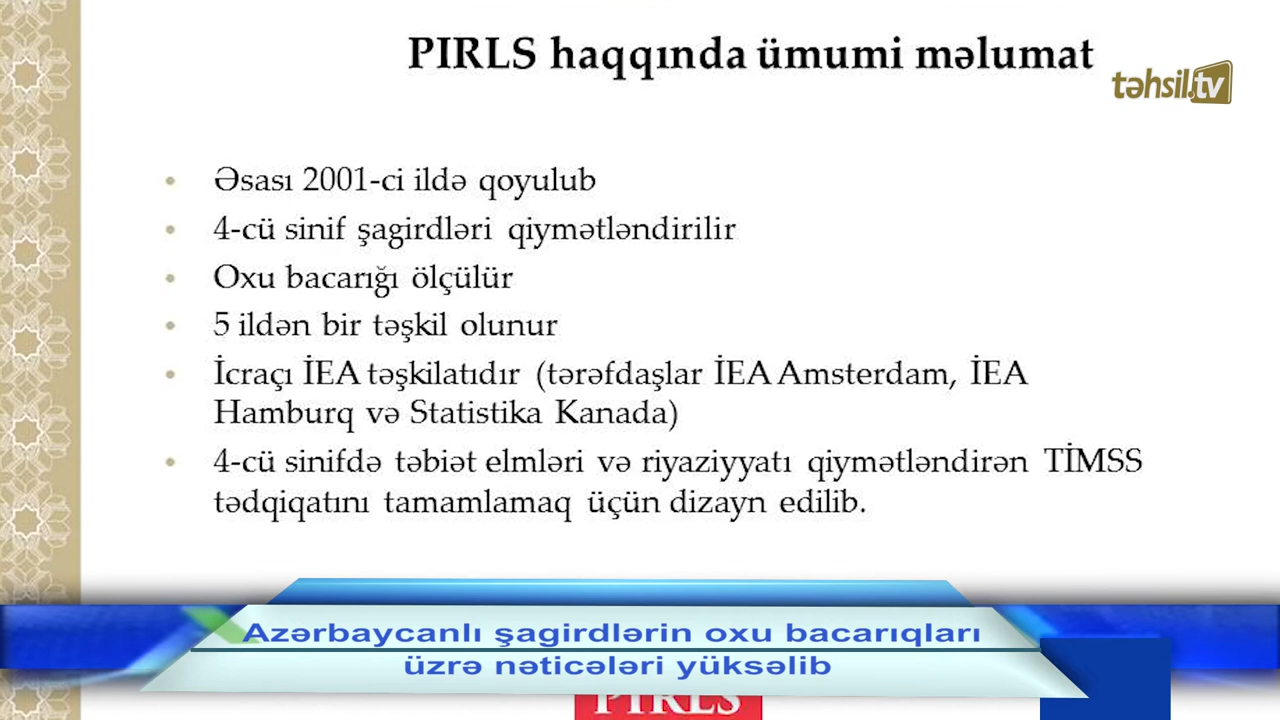 PIRLS haqqında ümumi məlumat
təhsil.tv
Əsası 2001-ci ildə qoyulub
4-cü sinif şagirdləri qiymətləndirilir
Oxu bacarığı ölçülür
5 ildən bir təşkil olunur
İcraçı İEA təşkilatıdır (tərəfdaşlar İEA Amsterdam, İEA
Hamburq və Statistika Kanada)
4-cü sinifdə təbiət elmləri və riyaziyyatı qiymətləndirən TİMSS
tədqiqatını tamamlamaq üçün dizayn edilib.
Azərbaycanlı şagirdlərin oxu bacarıqları
üzrə nəticələri yüksəlib
PIRLS